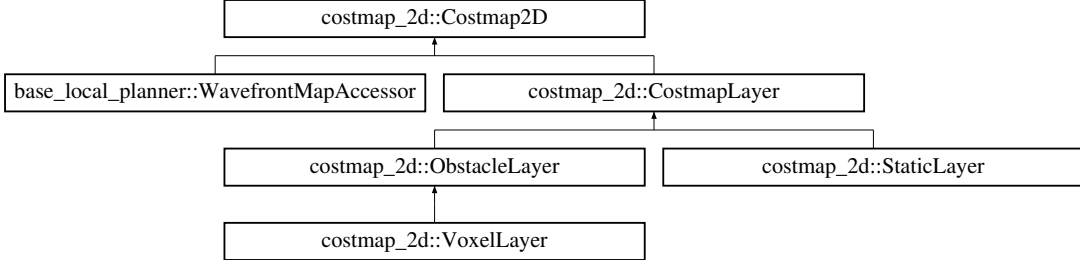 costmap_2d::Costmap2D
base_local_planner::WavefrontMapAccessor
costmap_2d::CostmapLayer
costmap_2d::ObstacleLayer
costmap_2d::StaticLayer
costmap_2d::VoxelLayer